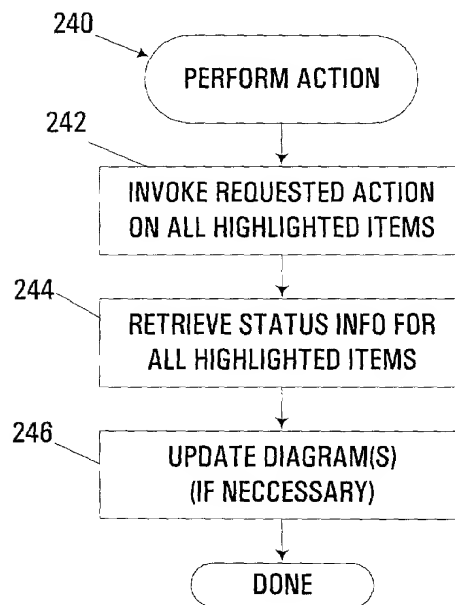 240
PERFORM ACTION
242
INVOKE REQUESTED ACTION
ON ALL HIGHLIGHTED ITEMS
244
RETRIEVE STATUS INFO FOR
ALL HIGHLIGHTED ITEMS
246
UPDATE DIAGRAM(S)
(IF NECCESSARY)
DONE